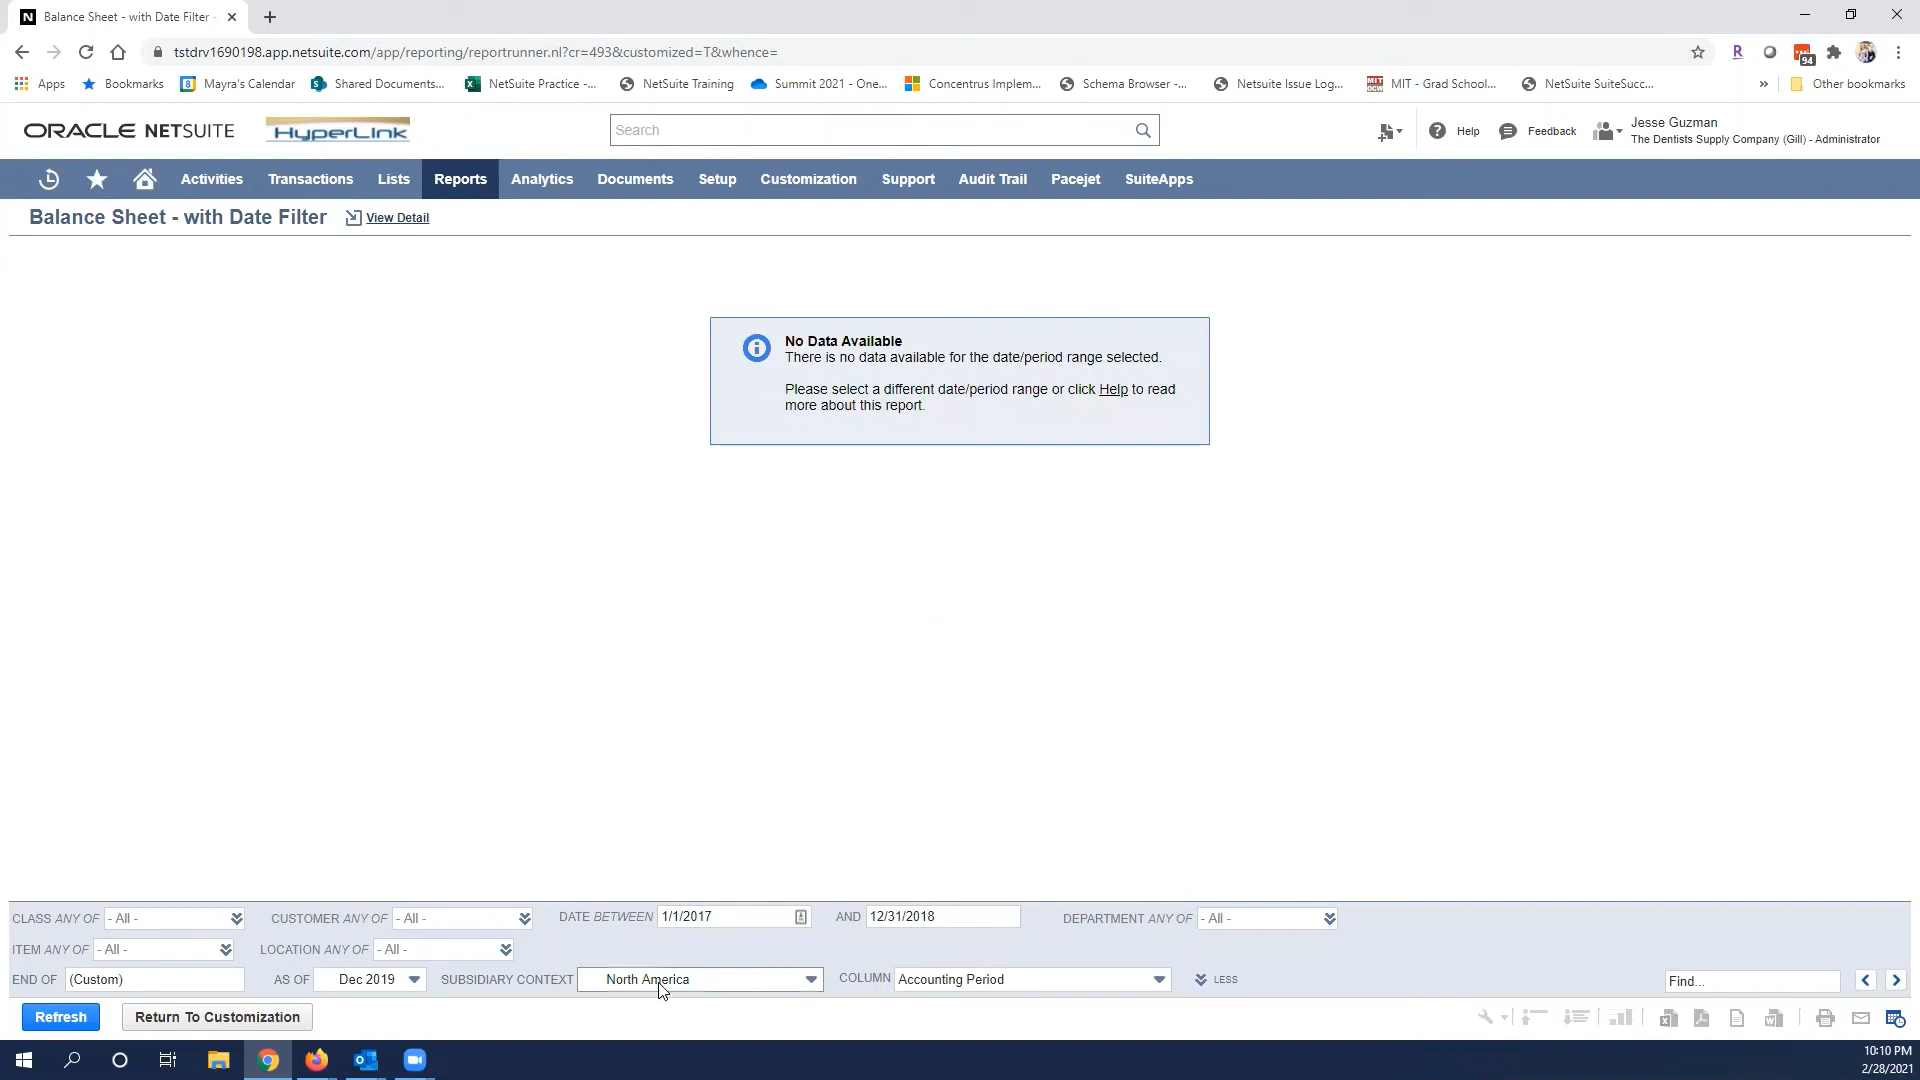 Balance Sheet - with Date Filter -
tstdrv1690198.app.netsuite.com/app/reporting/reportrunner.nl?cr=493&customized=T&whence=
94
Apps Bookmarks Mayra's Calendar Shared Documents... NetSuite Practice -... NetSuite Training Summit 2021 - One... Concentrus Implem... Schema Browser -... Netsuite Issue Log... MIT - Grad School... NetSuite SuiteSucc... » Other bookmarks
ORACLE NETSUITE HyperLink Search Help Feedback Jesse Guzman
The Dentists Supply Company (Gill) - Administrator
Activities Transactions Lists Reports Analytics Documents Setup Customization Support Audit Trail Pacejet SuiteApps
Balance Sheet - with Date Filter View Detail
No Data Available
There is no data available for the date/period range selected.
Please select a different date/period range or click Help to read
more about this report.
CLASS ANY OF - All - CUSTOMER ANY OF - All - DATE BETWEEN 1/1/2017 AND 12/31/2018 DEPARTMENT ANY OF - All -
ITEM ANY OF - All - LOCATION ANY OF - All -
END OF (Custom) AS OF Dec 2019 SUBSIDIARY CONTEXT North America COLUMN Accounting Period LESS Find...
Refresh Return To Customization
10:10 PM
2/28/2021